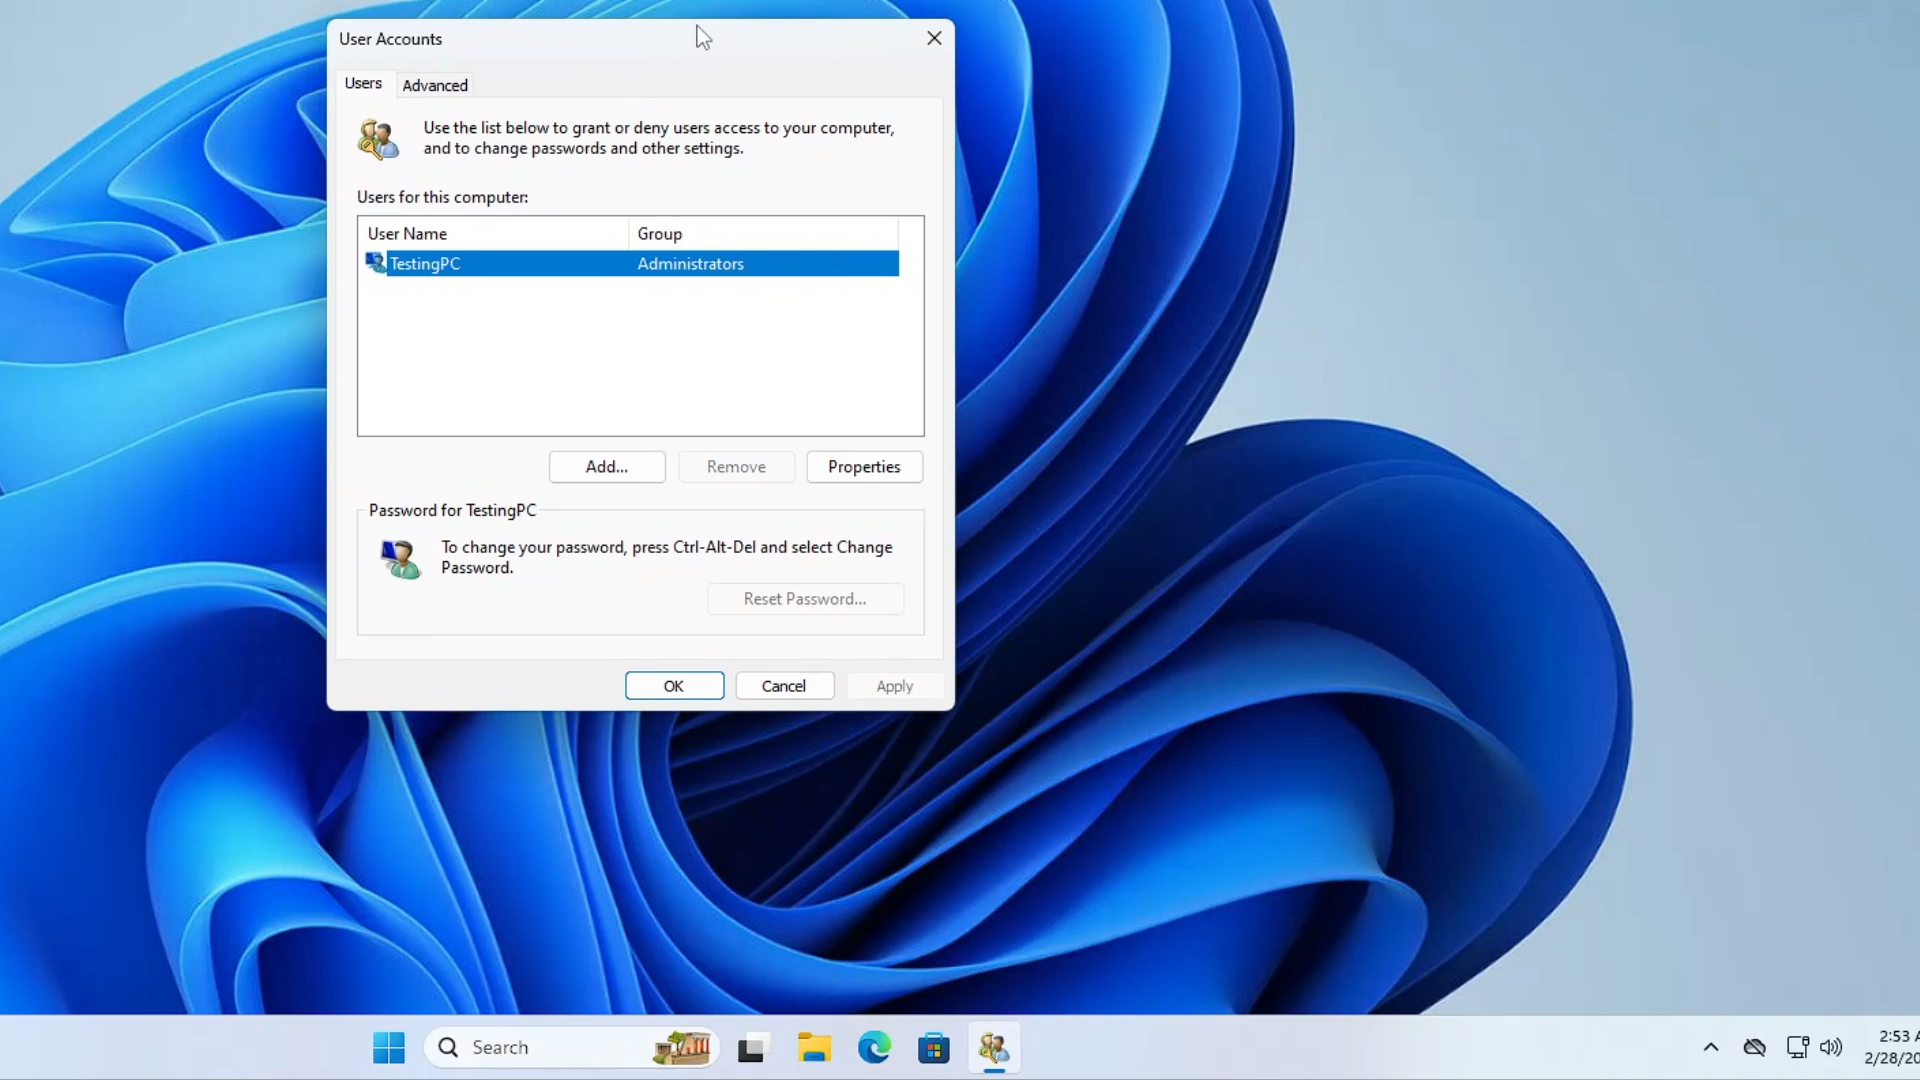 User Accounts
Users
Advanced
Use the list below to grant or deny users access to your computer,
and to change passwords and other settings.
Users for this computer:
User Name Group
TestingPC Administrators
Add... Remove Properties
Password for TestingPC
To change your password, press Ctrl-Alt-Del and select Change
Password.
Reset Password...
OK Cancel Apply
Search
2:53 A
2/28/20